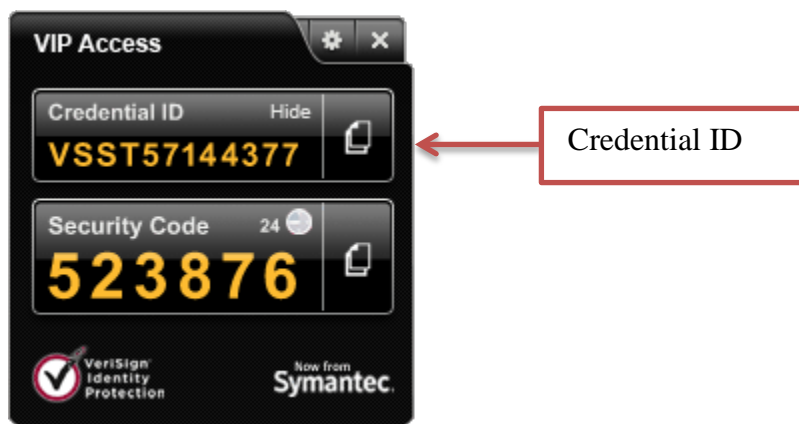 VIP Access
Credential ID Hide
VSST57144377
Credential ID
Security Code 24
523876
VeriSign
Identity
Protection
Now from
Symantec.